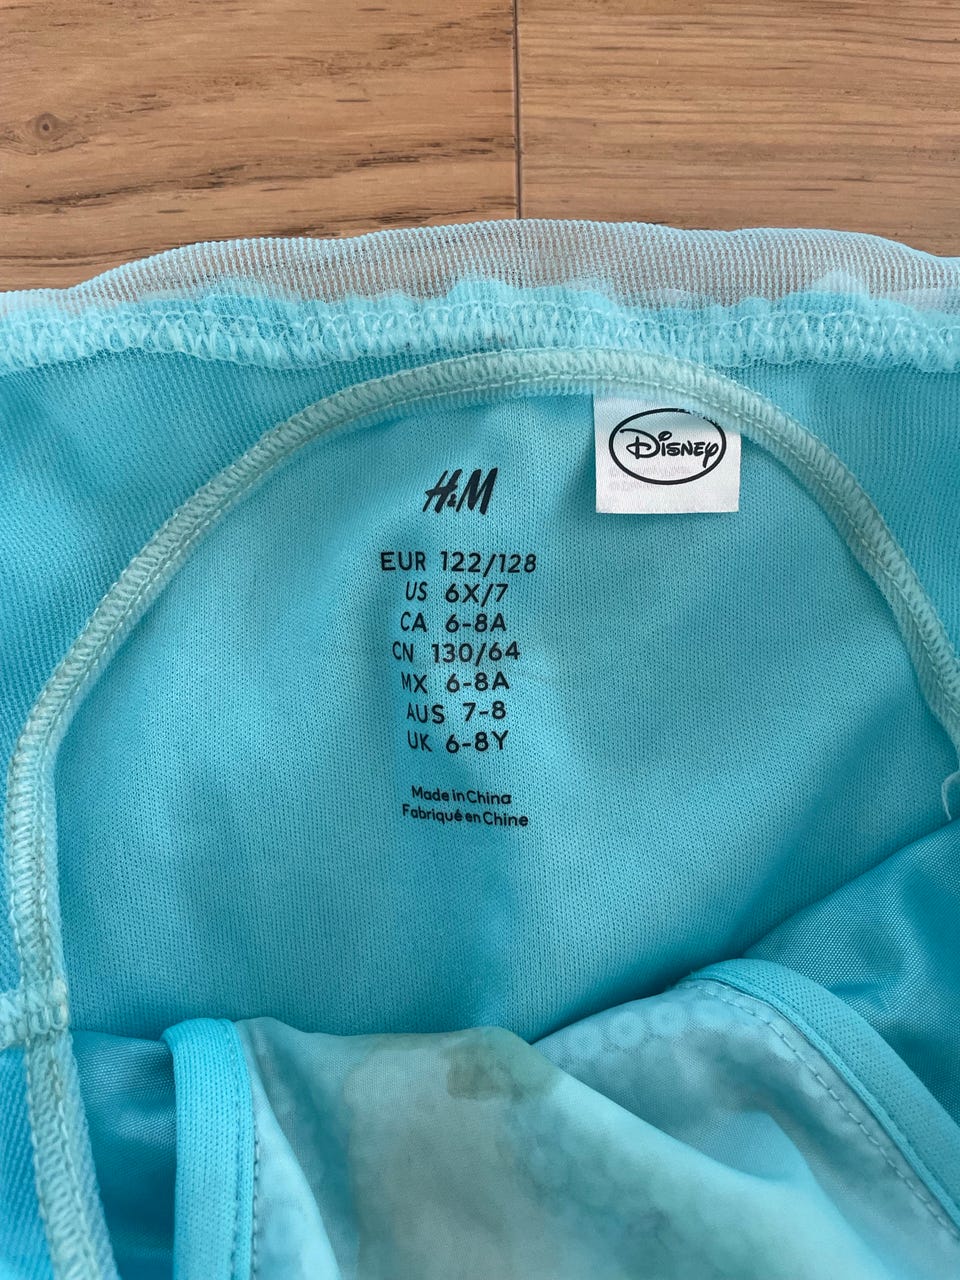 Disney
H&M
EUR 122/128
US 6X/7
CA 6-8A
CN 130/64
MX 6-8A
AUS 7-8
UK 6-8Y
Made in China
Fabriqué en Chine